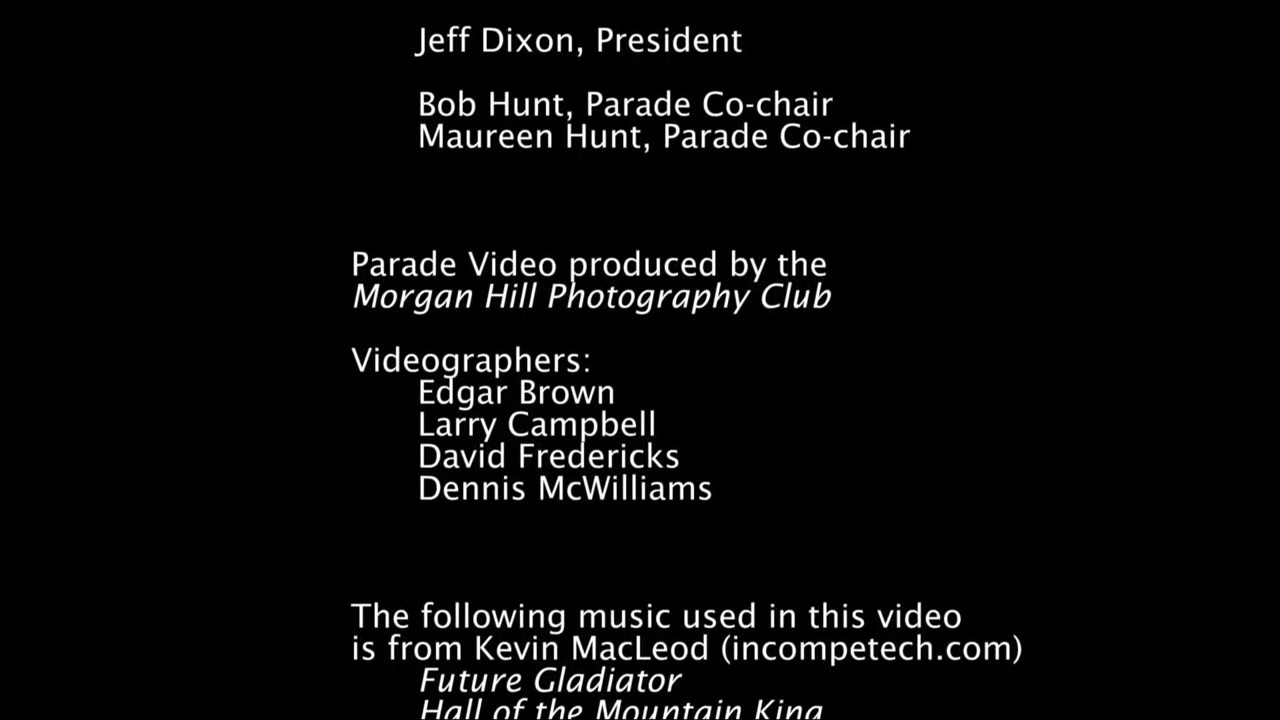 Jeff Dixon, President
Bob Hunt, Parade Co-chair
Maureen Hunt, Parade Co-chair
Parade Video produced by the
Morgan Hill Photography Club
Videographers:
Edgar Brown
Larry Campbell
David Fredericks
Dennis McWilliams
The following music used in this video
is from Kevin MacLeod (incompetech.com)
Future Gladiator
Hall of the Mountain King